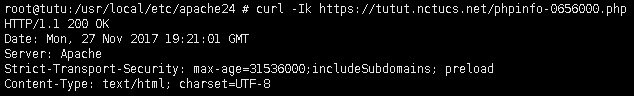 root@tutu:/usr/local/etc/apache24 # curl -Ik https://tutut.nctucs.net/phpinfo-0656000.php
HTTP/1.1 200 OK
Date: Mon, 27 Nov 2017 19:21:01 GMT
Server: Apache
Strict-Transport-Security: max-age=31536000;includeSubdomains; preload
Content-Type: text/html; charset=UTF-8